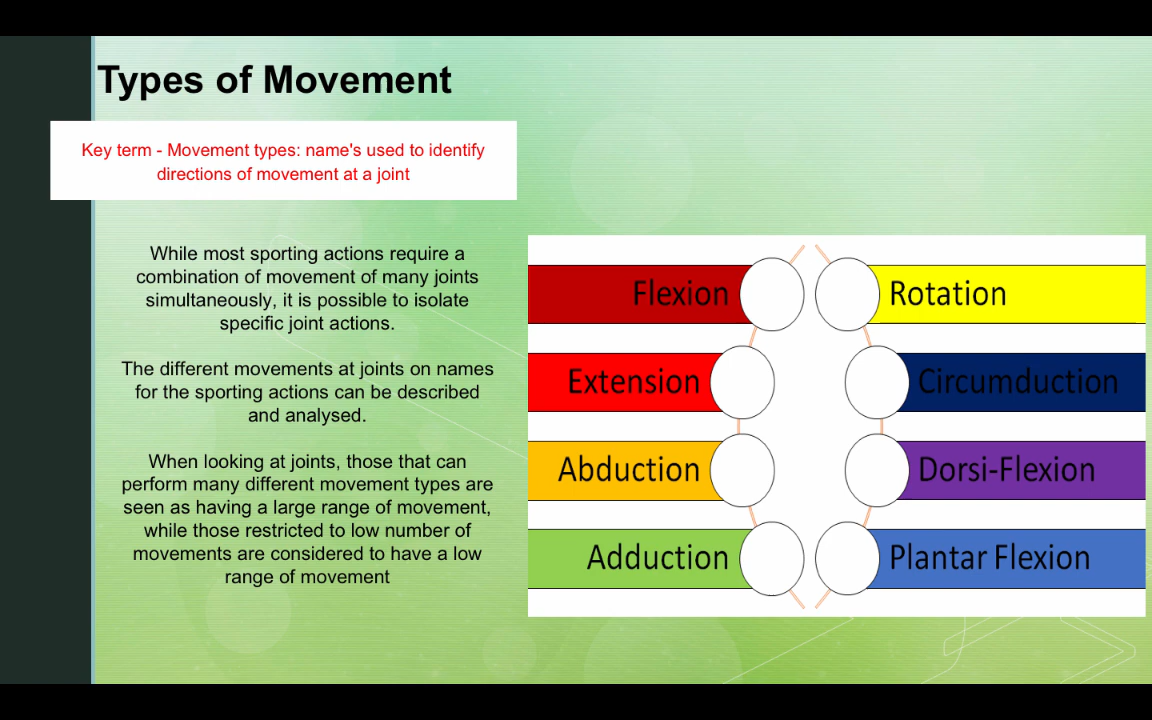 Types of Movement
Key term - Movement types: name's used to identify
directions of movement at a joint
While most sporting actions require a
combination of movement of many joints
simultaneously, it is possible to isolate
specific joint actions.
The different movements at joints on names
for the sporting actions can be described
and analysed.
When looking at joints, those that can
perform many different movement types are
seen as having a large range of movement,
while those restricted to low number of
movements are considered to have a low
range of movement
Flexion
Extension
Abduction
Adduction
Rotation
Circumduction
Dorsi-Flexion
Plantar Flexion